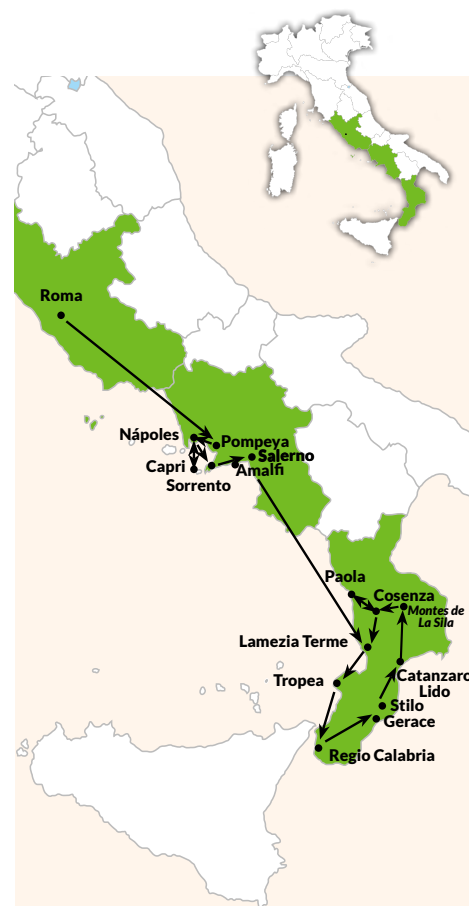 Roma
Nápoles
Pompeya
Salerno
Capri
Amalfi
Sorrento
Paola
Cosenza
Montes de
La Sila
Lamezia Terme
Catanzaro
Lido
Tropea
Stilo
Gerace
Regio Calabria